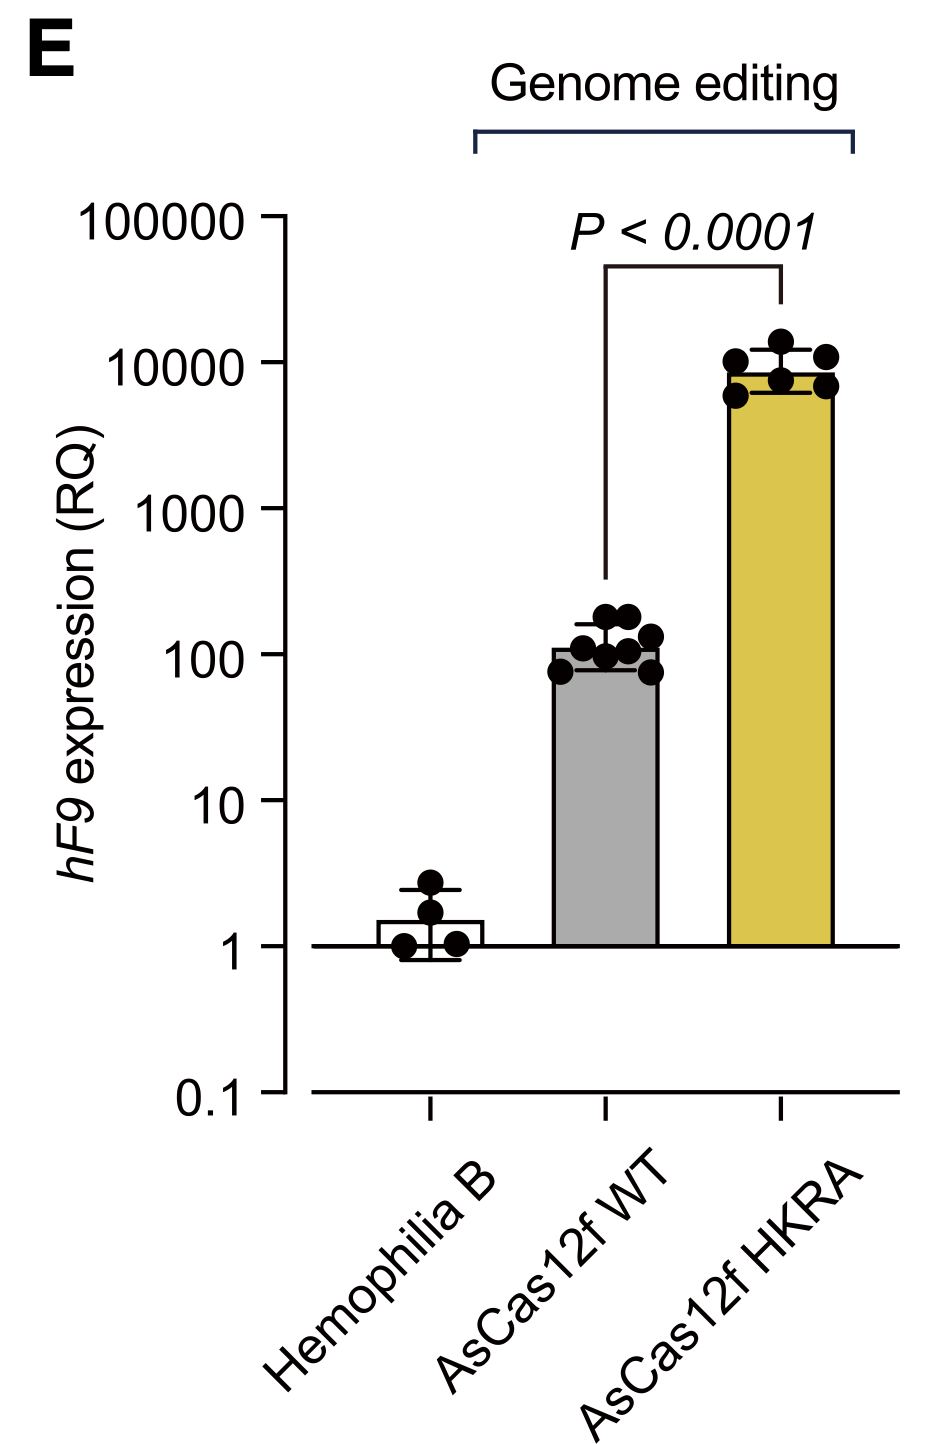 E
Genome editing
P < 0.0001
100000
10000
1000
100
10
1
0.1
hF9 expression (RQ)
Hemophilia B
AsCas12f WT
AsCas12f HKRA